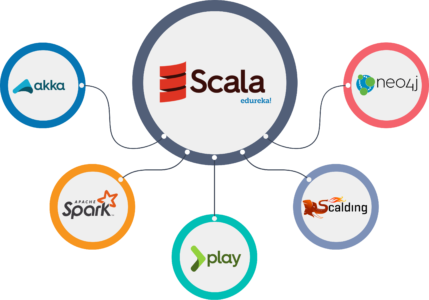 akka
Scala
edureka!
neo4j
APACHE
Spark
Scalding
play